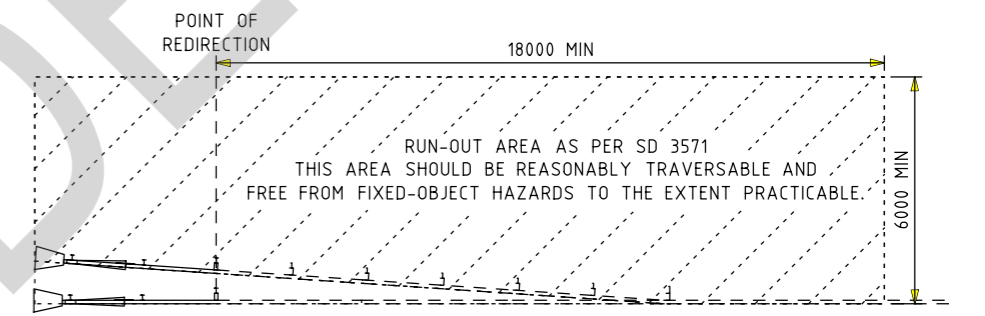 POINT OF
REDIRECTION
18000 MIN
RUN-OUT AREA AS PER SD 3571
THIS AREA SHOULD BE REASONABLY TRAVERSABLE AND
FREE FROM FIXED-OBJECT HAZARDS TO THE EXTENT PRACTICABLE.
6000 MIN